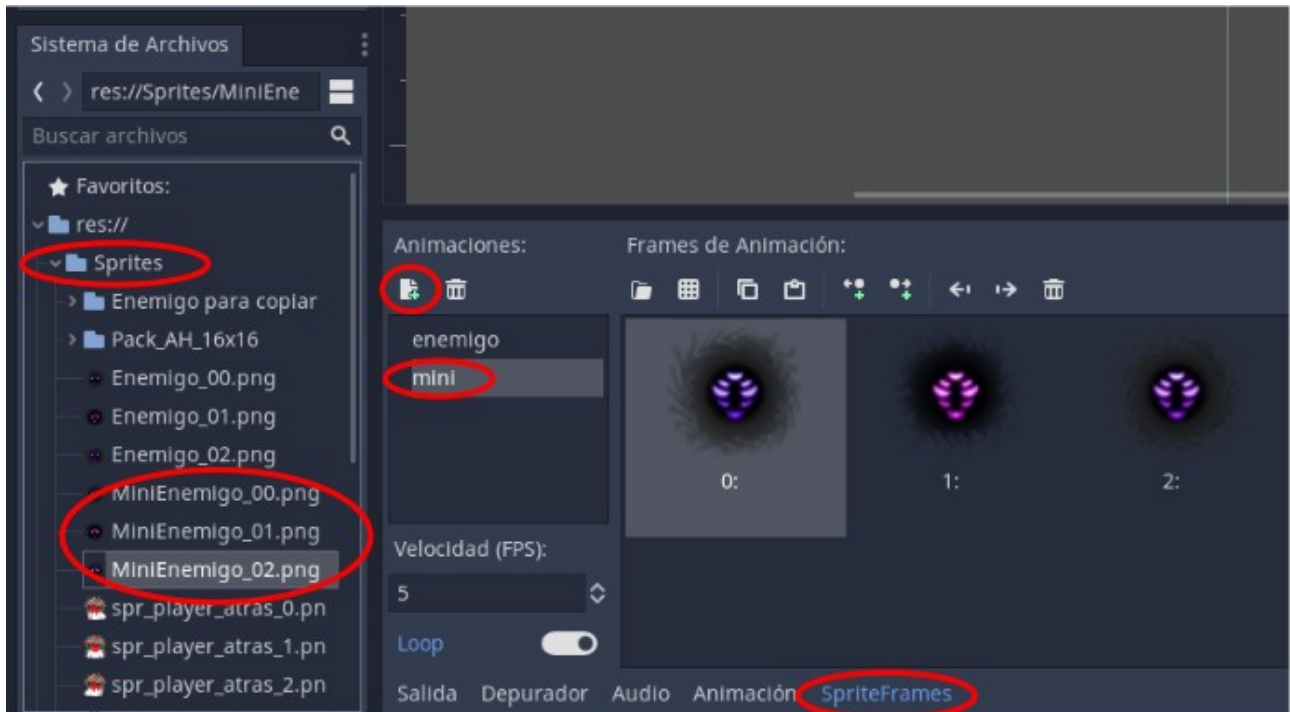 Sistema de Archivos
res://Sprites/MiniEne
Buscar archivos
Favoritos:
res://
Sprites
Enemigo para copiar
Pack_AH_16x16
Enemigo_00.png
Enemigo_01.png
Enemigo_02.png
MiniEnemigo_00.png
MiniEnemigo_01.png
MiniEnemigo_02.png
spr_player_atras_0.pn
spr_player_atras_1.pn
spr_player_atras_2.pn
Animaciones:
enemigo
mini
Velocidad (FPS):
5
Loop
Frames de Animación:
0:
1:
2:
Salida Depurador Audio Animación SpriteFrames